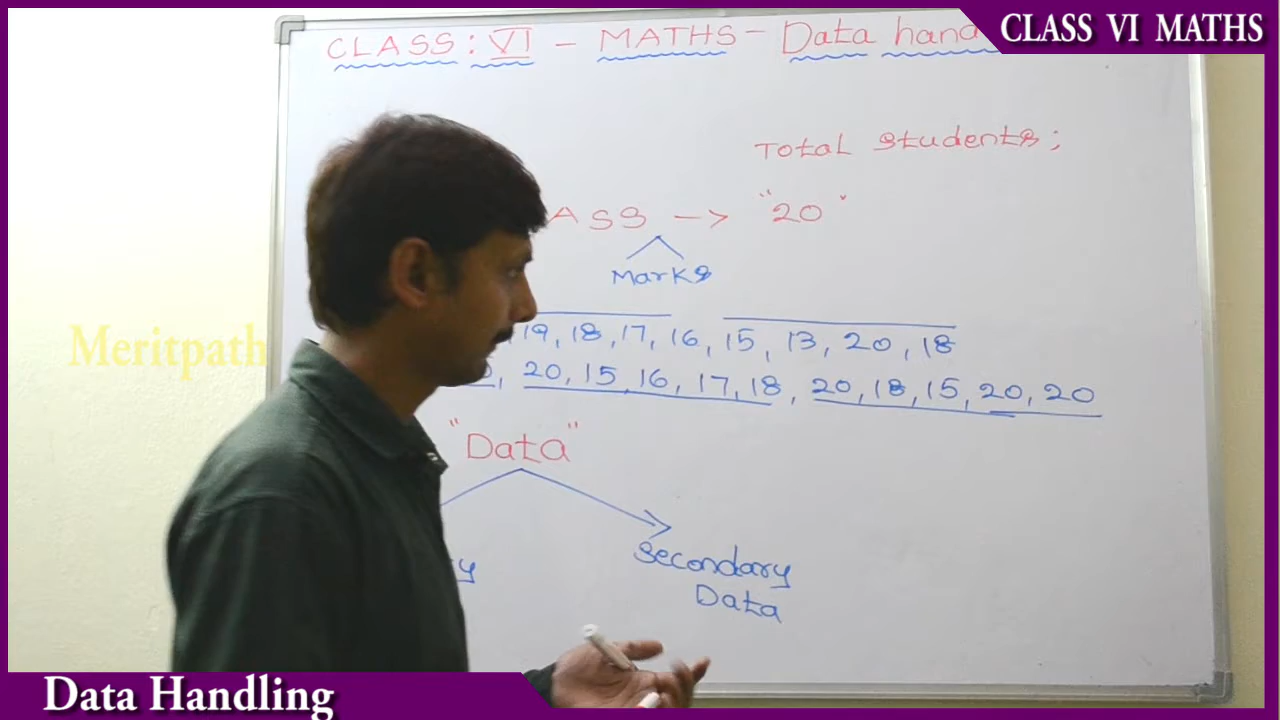 CLASS VI MATHS
CLASS: VI - MATHS - Data
Total students;
ASS -> "20"
Marks
19, 18, 17, 16, 15, 13, 20, 18
20, 15, 16, 17, 18, 20, 18, 15, 20, 20
"Data"
Secondary
Data
Meritpath
Data Handling